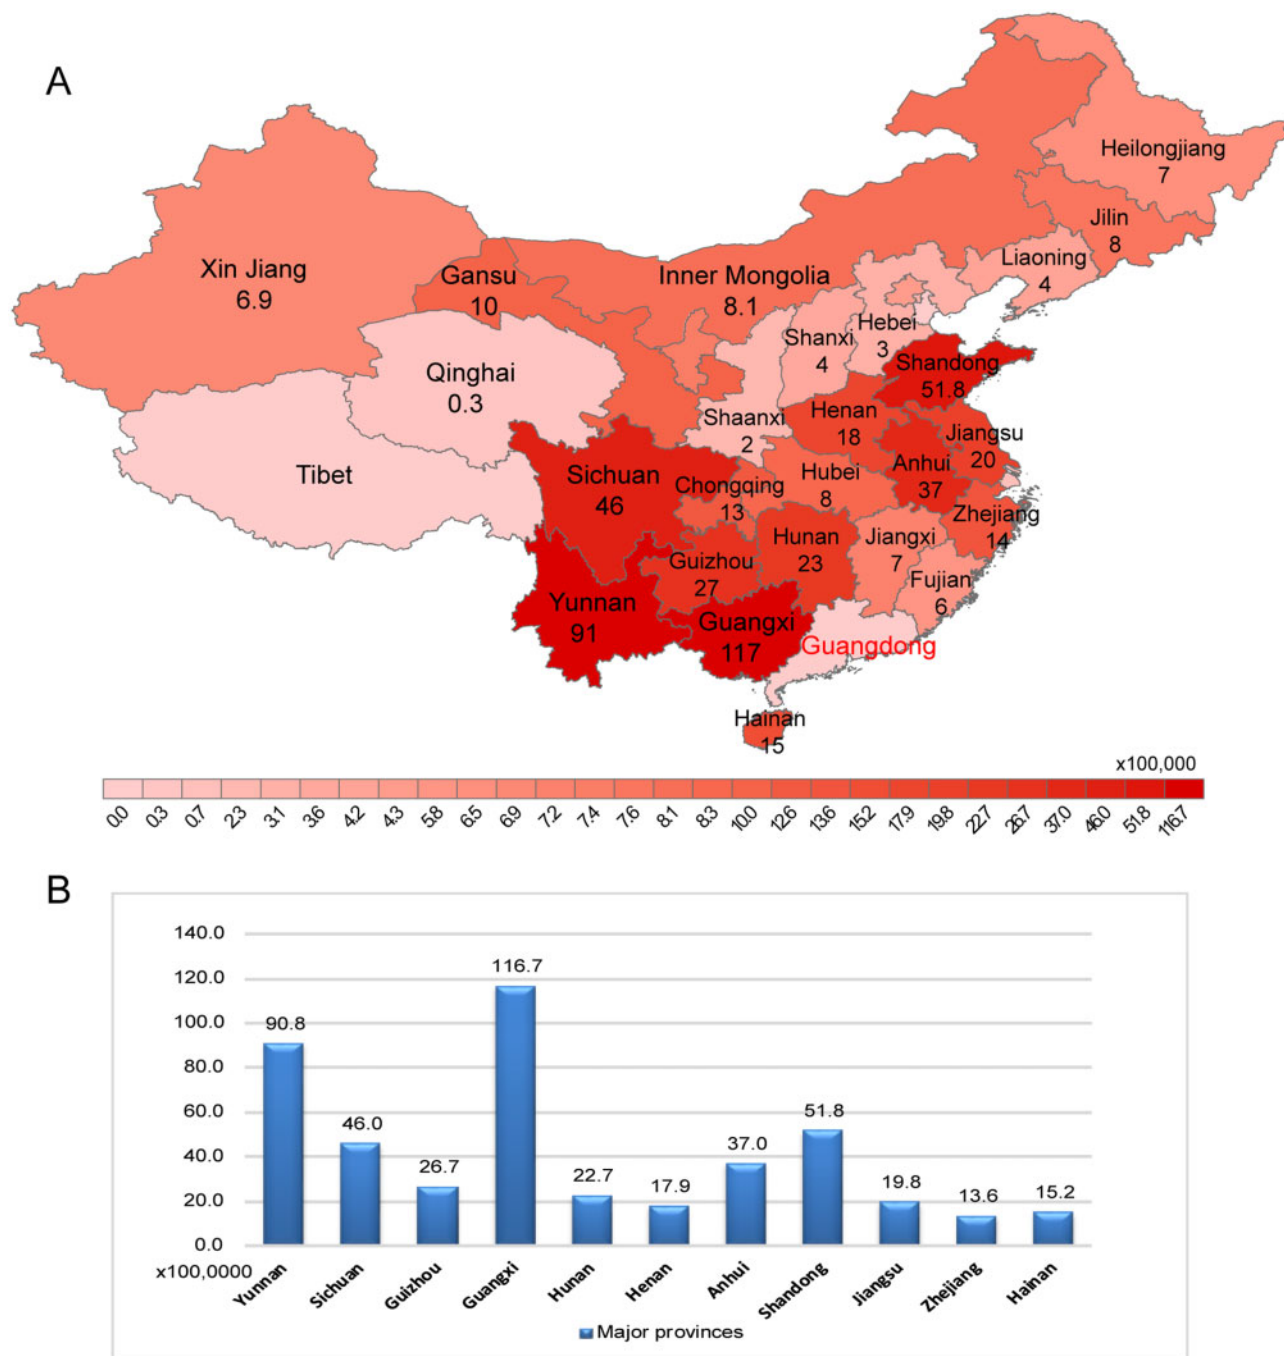 A
Heilongjiang
7
Jilin
8
Xin Jiang
6.9
Gansu
10
Inner Mongolia
8.1
Liaoning
4
Shanxi
4
Hebei
3
Shandong
51.8
Qinghai
0.3
Shaanxi
2
Henan
18
Jiangsu
20
Tibet
Sichuan
46
Chongqing
13
Hubei
8
Anhui
37
Zhejiang
14
Guizhou
27
Hunan
23
Jiangxi
7
Fujian
6
Yunnan
91
Guangxi
117
Guangdong
Hainan
15
x100,000
0.0 0.3 0.7 2.3 3.1 3.6 4.2 4.3 5.8 6.5 6.9 7.2 7.4 7.6 8.1 8.3 10.0 12.6 13.6 15.2 17.9 19.8 22.7 26.7 37.0 46.0 51.8 116.7
B
140.0
120.0
100.0
80.0
60.0
40.0
20.0
0.0
90.8 46.0 26.7 116.7 22.7 17.9 37.0 51.8 19.8 13.6 15.2
x100,0000
Yunnan Sichuan Guizhou Guangxi Hunan Henan Anhui Shandong Jiangsu Zhejiang Hainan
Major provinces